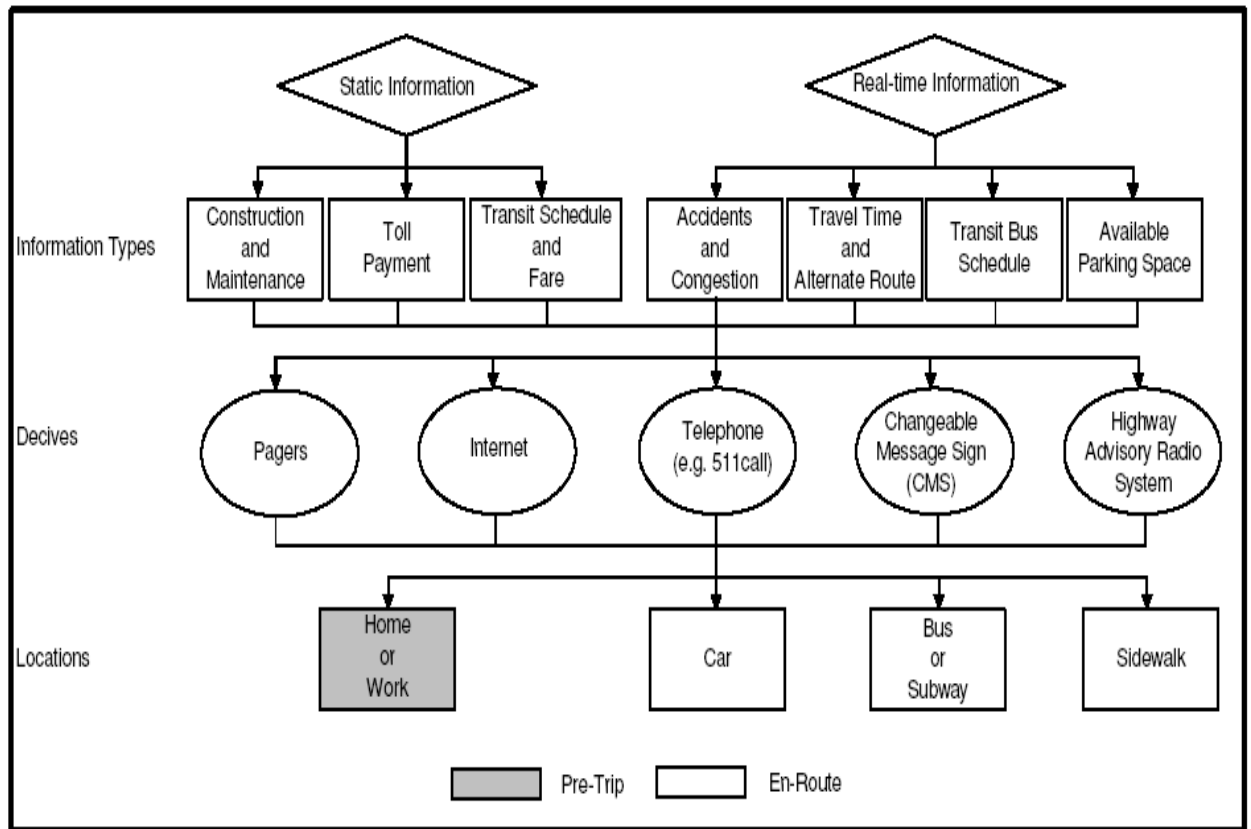 Static Information
Real-time Information
Information Types
Construction
and
Maintenance
Toll
Payment
Transit Schedule
and
Fare
Accidents
and
Congestion
Travel Time
and
Alternate Route
Transit Bus
Schedule
Available
Parking Space
Decives
Pagers
Internet
Telephone
(e.g. 511call)
Changeable
Message Sign
(CMS)
Highway
Advisory Radio
System
Locations
Home
or
Work
Car
Bus
or
Subway
Sidewalk
Pre-Trip
En-Route